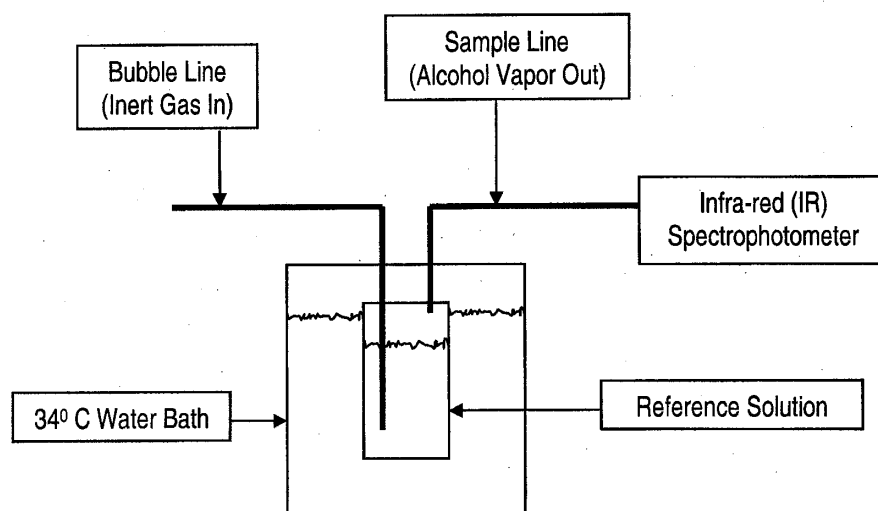 Bubble Line
(Inert Gas In)
Sample Line
(Alcohol Vapor Out)
Infra-red (IR)
Spectrophotometer
34⁰ C Water Bath
Reference Solution